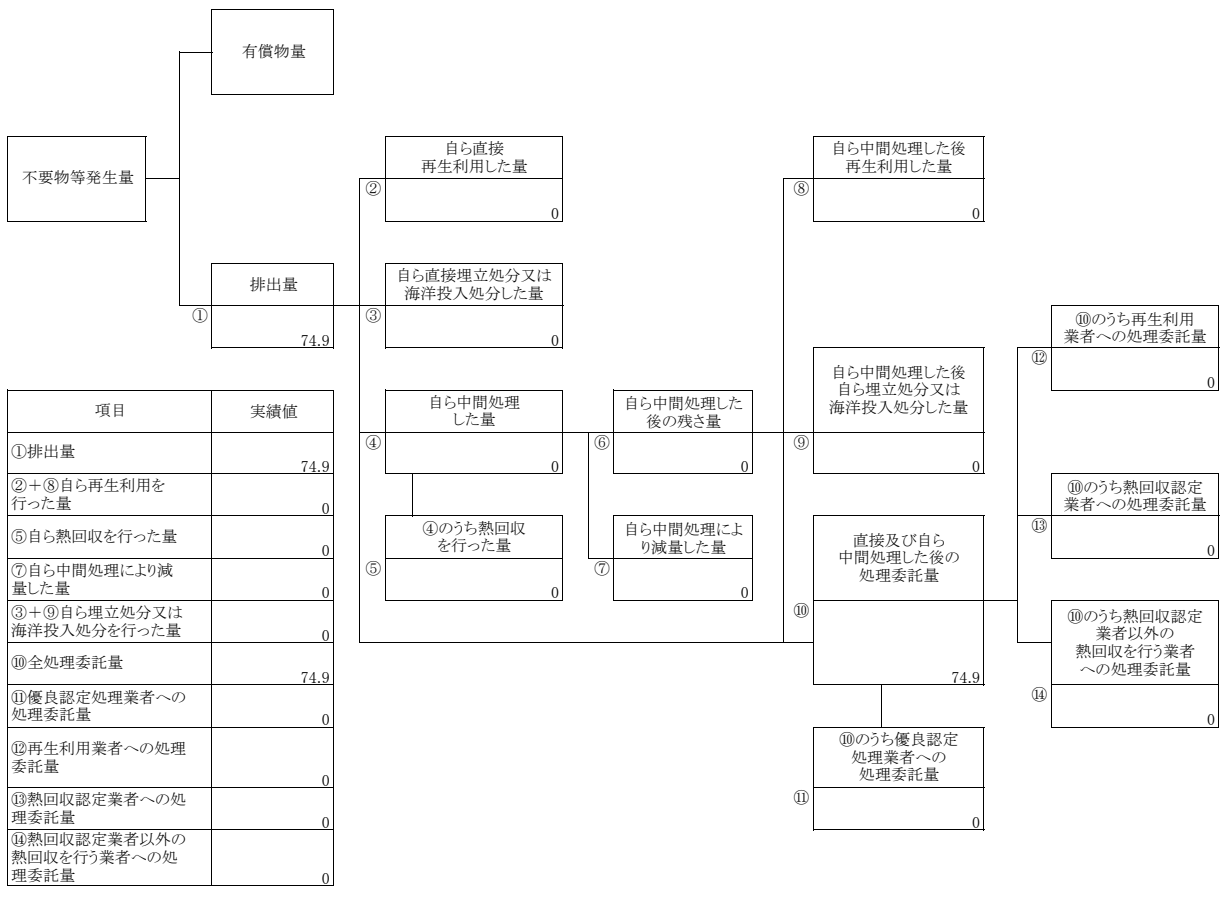 有償物量
不要物等発生量
排出量
①
74.9
自ら直接
再生利用した量
②
0
自ら直接埋立処分又は
海洋投入処分した量
③
0
自ら中間処理
した量
④
0
④のうち熱回収
を行った量
⑤
0
自ら中間処理した
後の残さ量
⑥
0
自ら中間処理によ
り減量した量
⑦
0
自ら中間処理した後
再生利用した量
⑧
0
自ら中間処理した後
自ら埋立処分又は
海洋投入処分した量
⑨
0
直接及び自ら
中間処理した後の
処理委託量
⑩
74.9
⑩のうち優良認定
処理業者への
処理委託量
⑪
0
⑩のうち再生利用
業者への処理委託量
⑫
0
⑩のうち熱回収認定
業者への処理委託量
⑬
0
⑩のうち熱回収認定
業者以外の
熱回収を行う業者
への処理委託量
⑭
0
項目 実績値
①排出量
74.9
②+⑧自ら再生利用を
行った量
0
⑤自ら熱回収を行った量
0
⑦自ら中間処理により減
量した量
0
③+⑨自ら埋立処分又は
海洋投入処分を行った量
0
⑩全処理委託量
74.9
⑪優良認定処理業者への
処理委託量
0
⑫再生利用業者への処理
委託量
0
⑬熱回収認定業者への処
理委託量
0
⑭熱回収認定業者以外の
熱回収を行う業者への処
理委託量
0